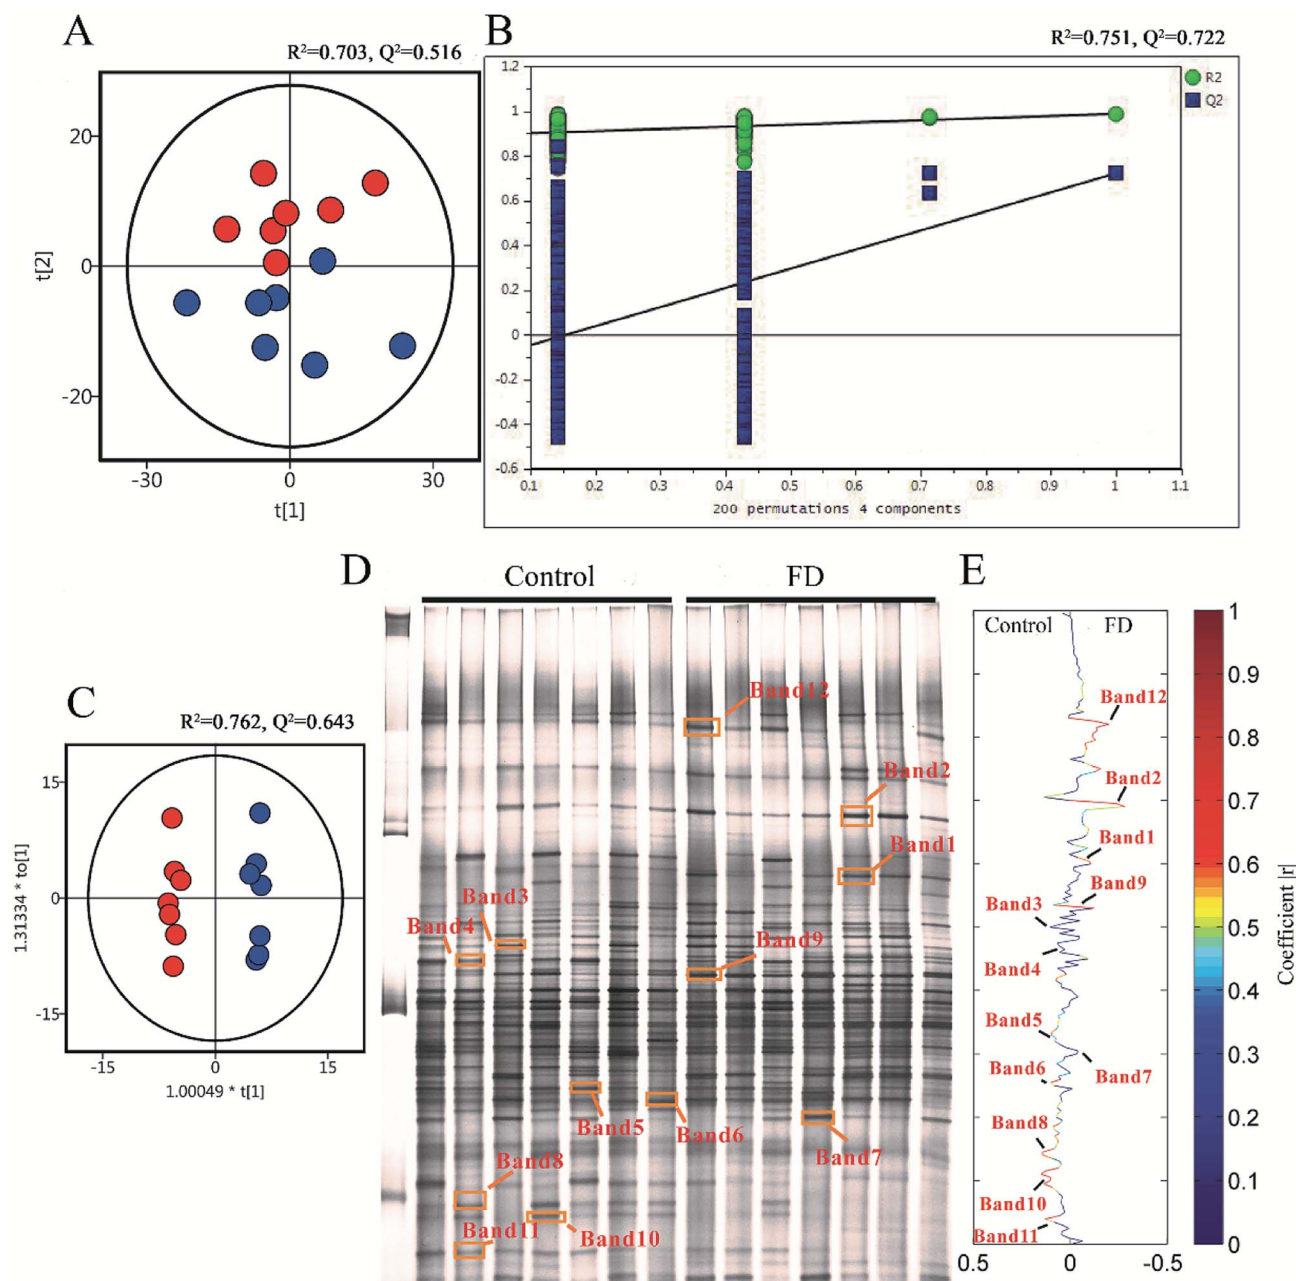 A
R²=0.703, Q²=0.516
20
0
-20
-30
0
30
t[2]
t[1]
B
R²=0.751, Q²=0.722
R2
Q2
1.2
1
0.8
0.6
0.4
0.2
0
-0.2
-0.4
-0.6
0.1
0.2
0.3
0.4
0.5
0.6
0.7
0.8
0.9
1
1.1
200 permutations 4 components
C
R²=0.762, Q²=0.643
15
0
-15
-15
0
15
1.31334 * to[1]
1.00049 * t[1]
D
Control
FD
Band12
Band2
Band1
Band3
Band4
Band9
Band5
Band6
Band7
Band8
Band11
Band10
E
Control
FD
Band12
Band2
Band1
Band9
Band3
Band4
Band5
Band6
Band7
Band8
Band10
Band11
0.5
0
-0.5
1
0.9
0.8
0.7
0.6
0.5
0.4
0.3
0.2
0.1
0
Coefficient |r|